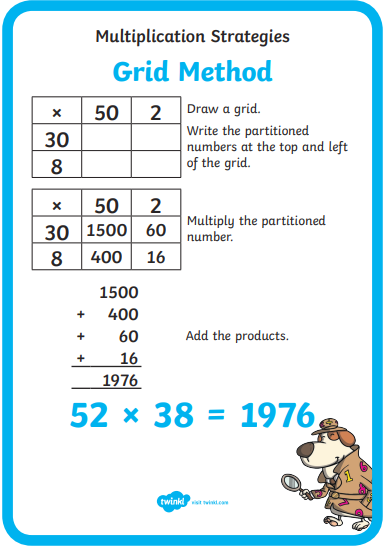 Multiplication Strategies
Grid Method
× 50 2
30
8
Draw a grid.
Write the partitioned
numbers at the top and left
of the grid.
× 50 2
30 1500 60
8 400 16
Multiply the partitioned
number.
1500
+ 400
+ 60
+ 16
1976
Add the products.
52 × 38 = 1976
twinkl
visit twinkl.com